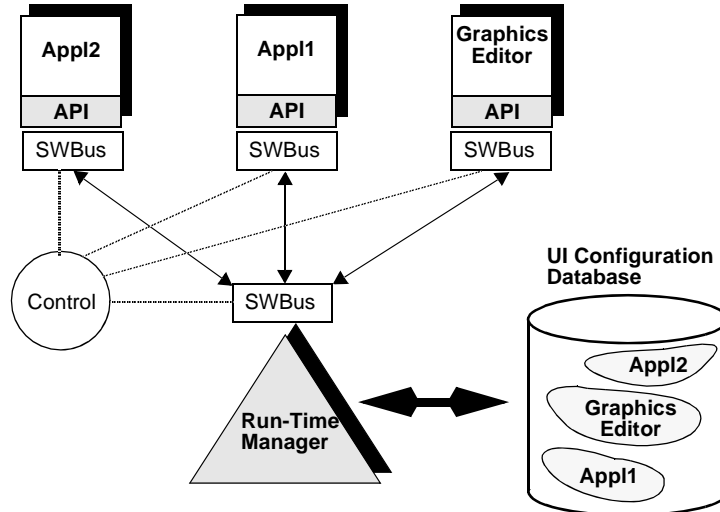 Appl2
Appl1
Graphics
Editor
API
API
API
SWBus
SWBus
SWBus
UI Configuration
Database
Control
SWBus
Appl2
Run-Time
Manager
Graphics
Editor
Appl1